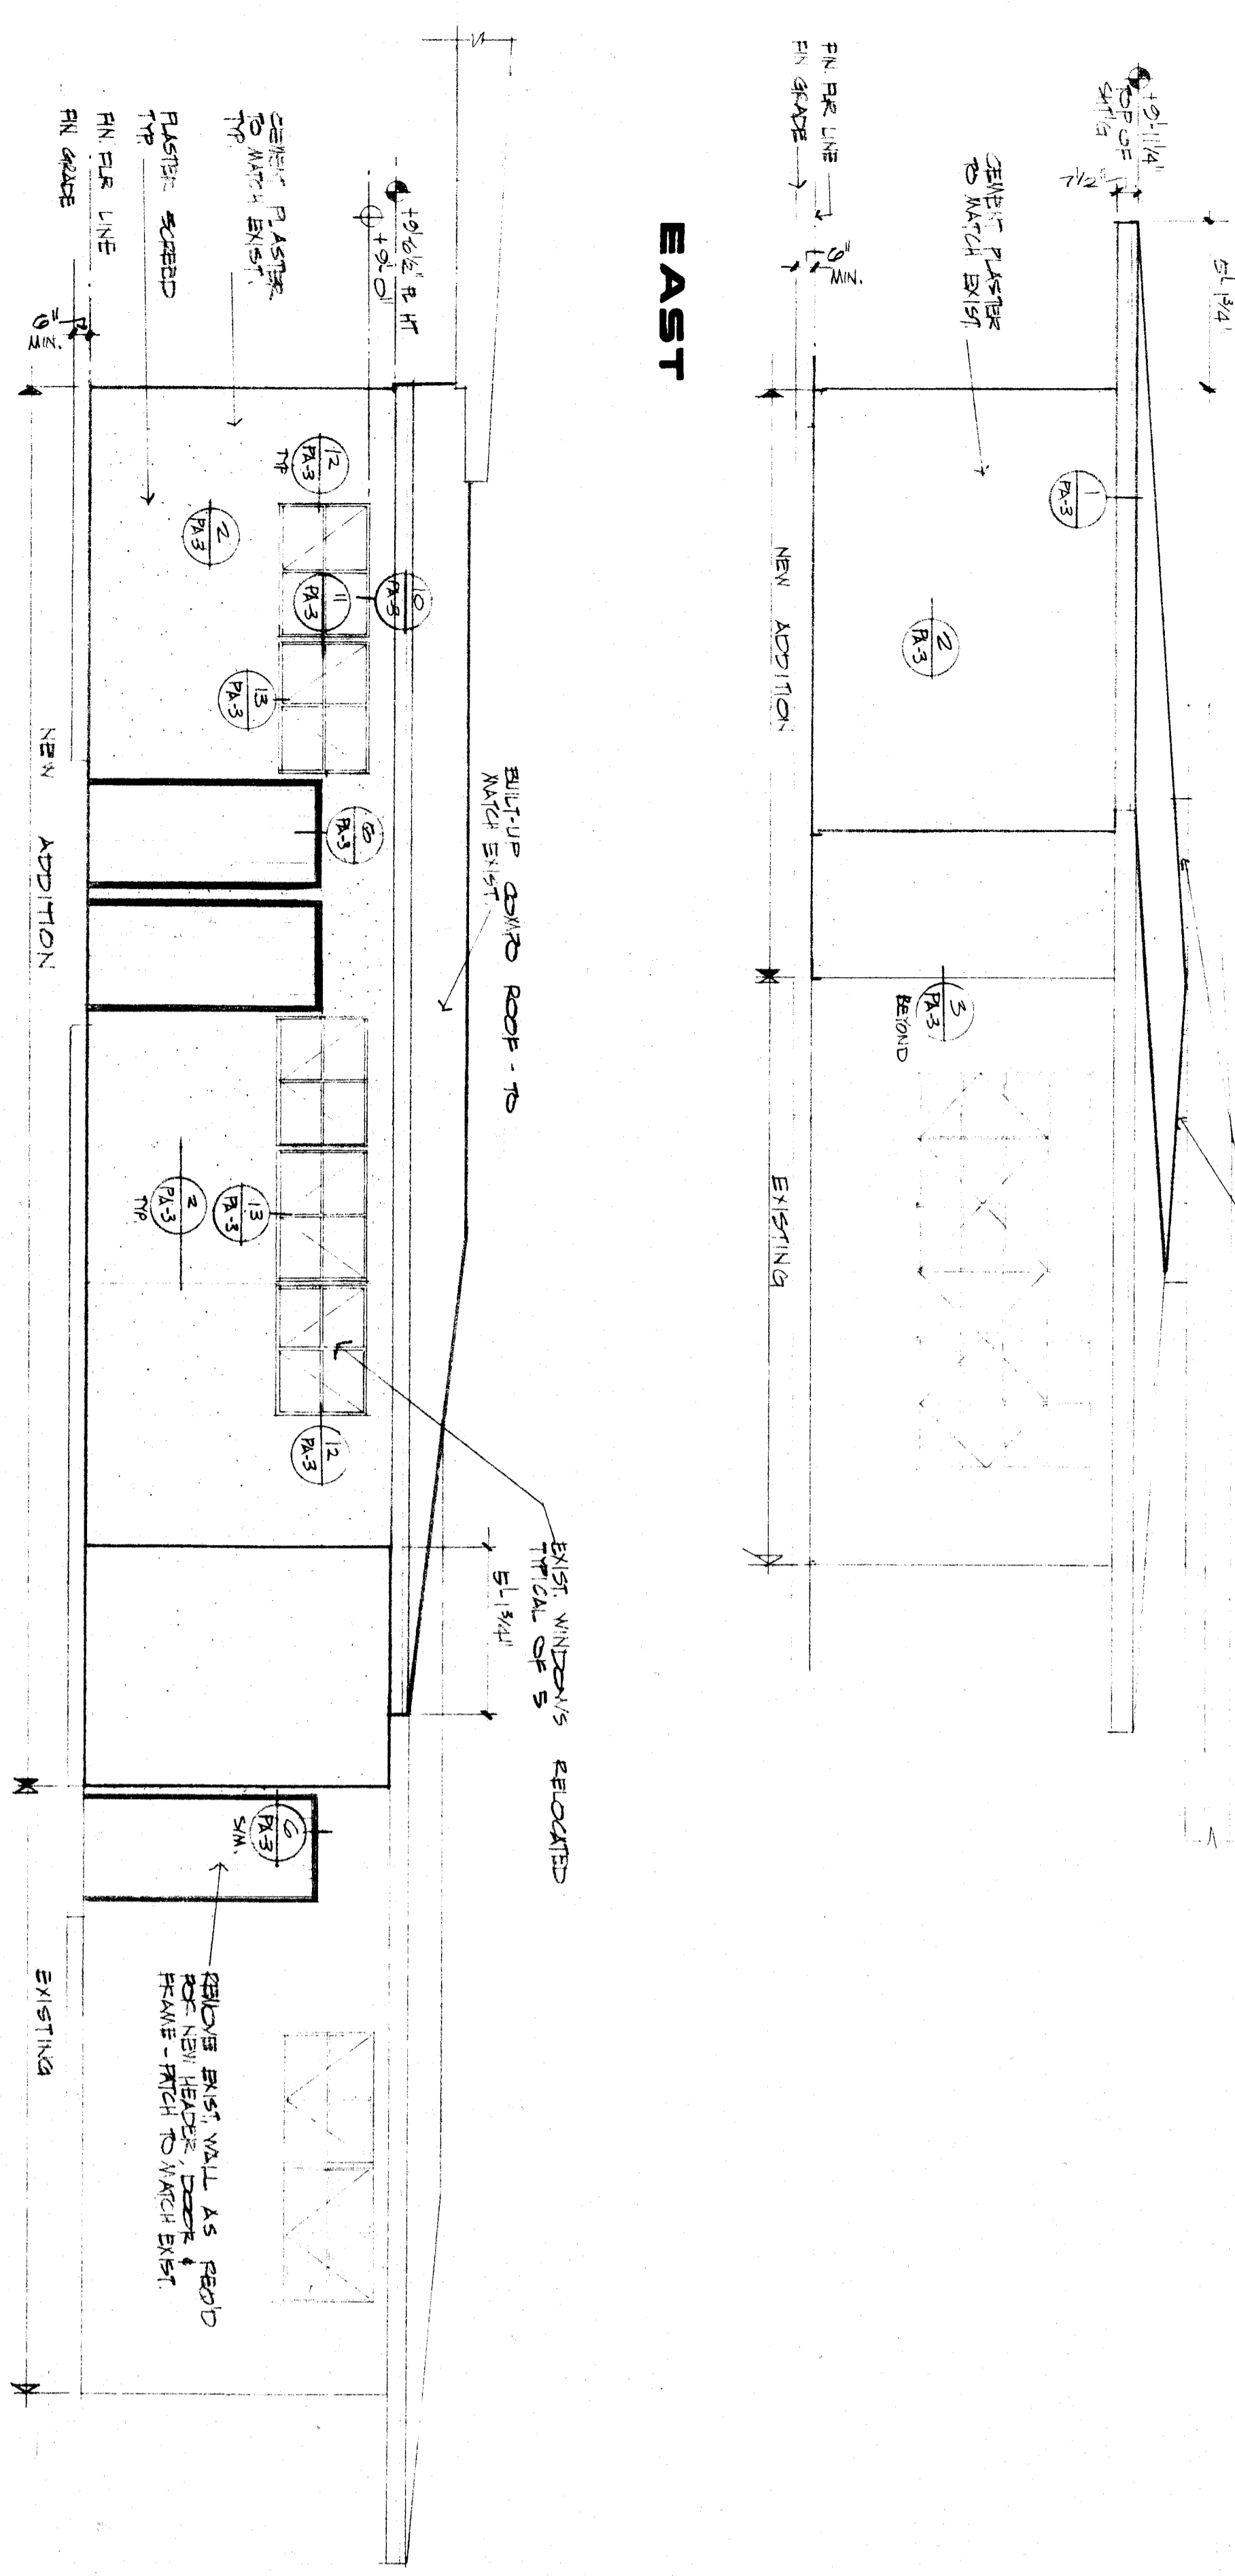 5'-1 3/4"
+9'-11 1/4"
TOP OF
SHT'G
7 1/2"
CEMENT PLASTER
TO MATCH EXIST.
FIN. FLR LINE
FIN GRADE
6"
MIN.
1
PA-3
2
PA-3
3
PA-3
BEYOND
NEW ADDITION
EXISTING
EAST
BUILT-UP COMPO ROOF - TO
MATCH EXIST.
EXIST. WINDOWS RELOCATED
TYPICAL OF 5
5'-1 3/4"
+9'-6 1/2" PL HT
+9'-0"
CEMENT PLASTER
TO MATCH EXIST.
TYP.
PLASTER SCREED
TYP.
FIN. FLR LINE
FIN GRADE
6"
MIN.
12
PA-3
TYP
2
PA-3
10
PA-3
11
PA-3
13
PA-3
PA-3
13
PA-3
2
PA-3
TYP.
12
PA-3
6
PA-3
SIM.
REMOVE EXIST. WALL AS REQ'D
FOR NEW HEADER, DOOR &
FRAME - PATCH TO MATCH EXIST.
NEW ADDITION
EXISTING